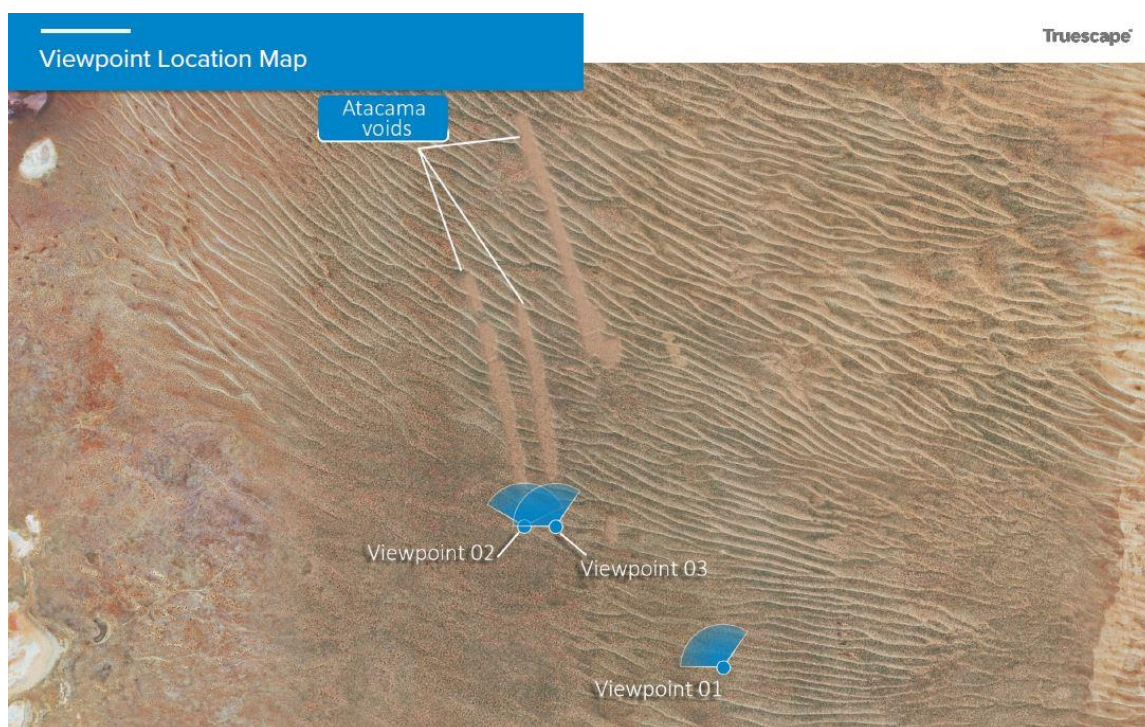 Viewpoint Location Map
Truescape
Atacama
voids
Viewpoint 02
Viewpoint 03
Viewpoint 01